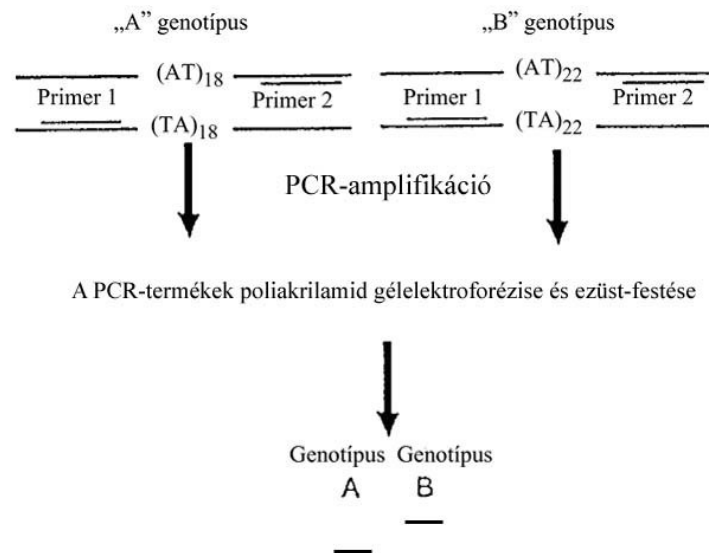 „A” genotípus „B” genotípus
(AT)18 (AT)22
Primer 1 Primer 2 Primer 1 Primer 2
(TA)18 (TA)22
PCR-amplifikáció
A PCR-termékek poliakrilamid gélelektroforézise és ezüst-festése
Genotípus Genotípus
A B